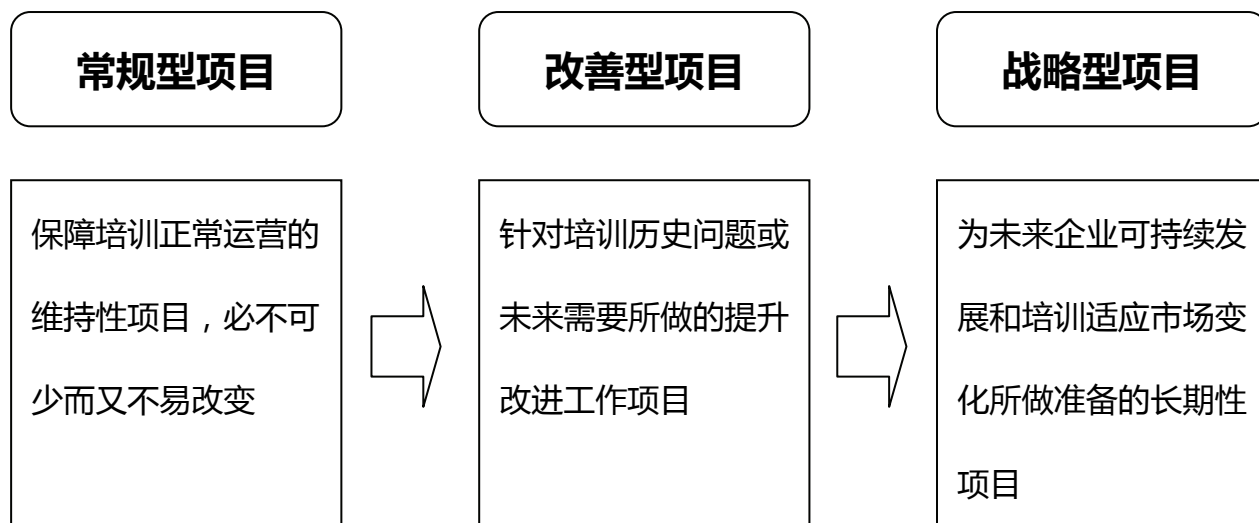 常规型项目
改善型项目
战略型项目
保障培训正常运营的
维持性项目，必不可
少而又不易改变
针对培训历史问题或
未来需要所做的提升
改进工作项目
为未来企业可持续发
展和培训适应市场变
化所做准备的长期性
项目